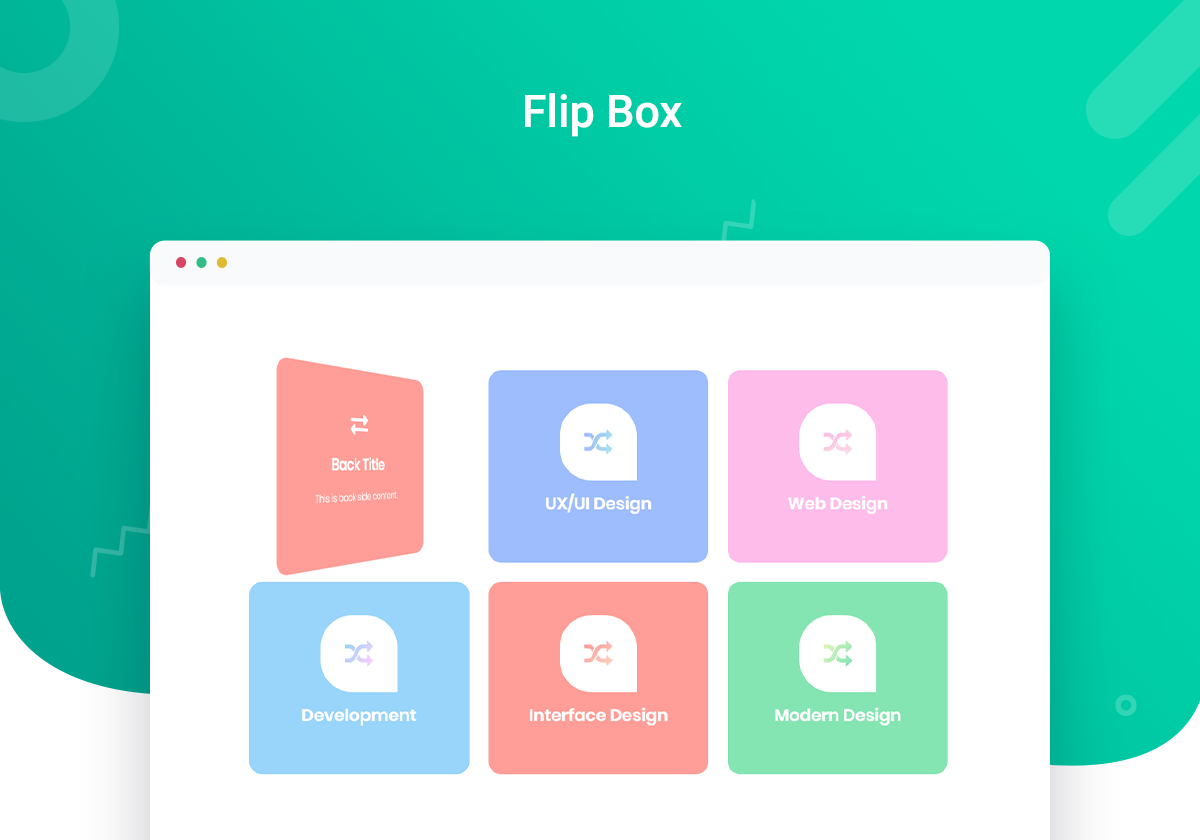 Flip Box
Back Title
This is back side content.
UX/UI Design
Web Design
Development
Interface Design
Modern Design